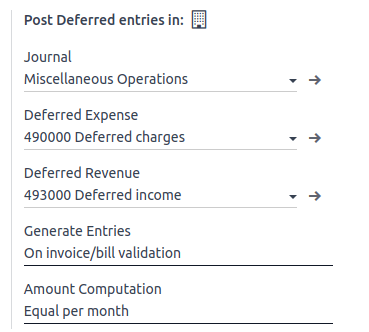 Post Deferred entries in:
Journal
Miscellaneous Operations
Deferred Expense
490000 Deferred charges
Deferred Revenue
493000 Deferred income
Generate Entries
On invoice/bill validation
Amount Computation
Equal per month